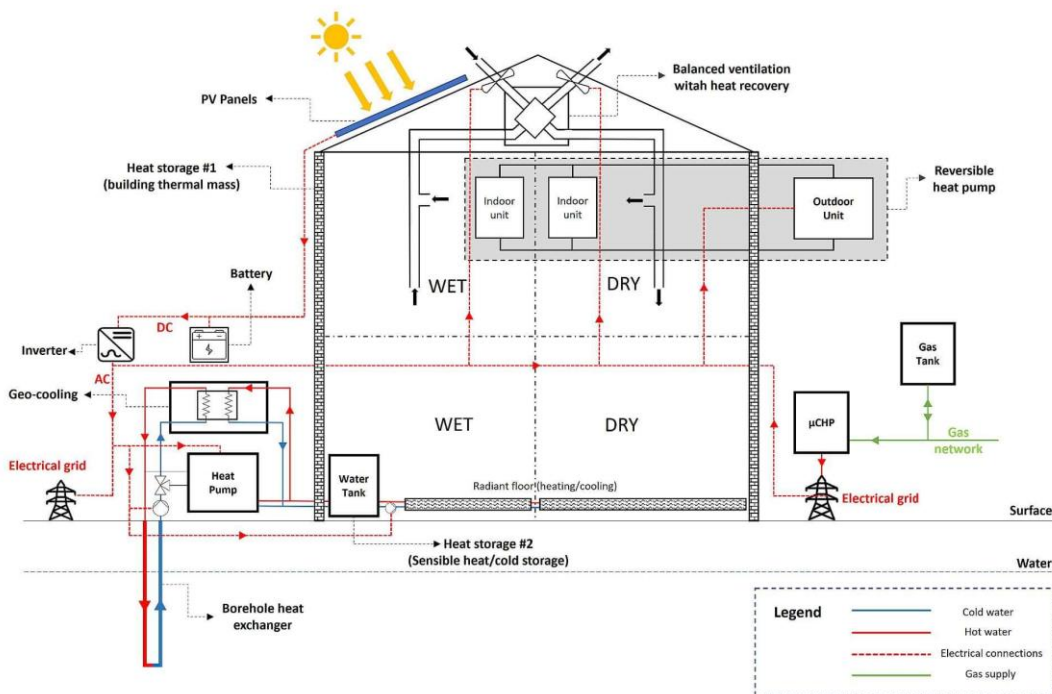 Balanced ventilation
witah heat recovery
PV Panels
Heat storage #1
(building thermal mass)
Reversible
heat pump
Indoor
unit
Indoor
unit
Outdoor
Unit
Battery
WET
DRY
DC
Inverter
AC
Gas
Tank
Geo-cooling
µCHP
WET
DRY
Gas
network
Electrical grid
Heat
Pump
Water
Tank
Radiant floor (heating/cooling)
Electrical grid
Surface
Heat storage #2
(Sensible heat/cold storage)
Water
Borehole heat
exchanger
Legend
Cold water
Hot water
Electrical connections
Gas supply